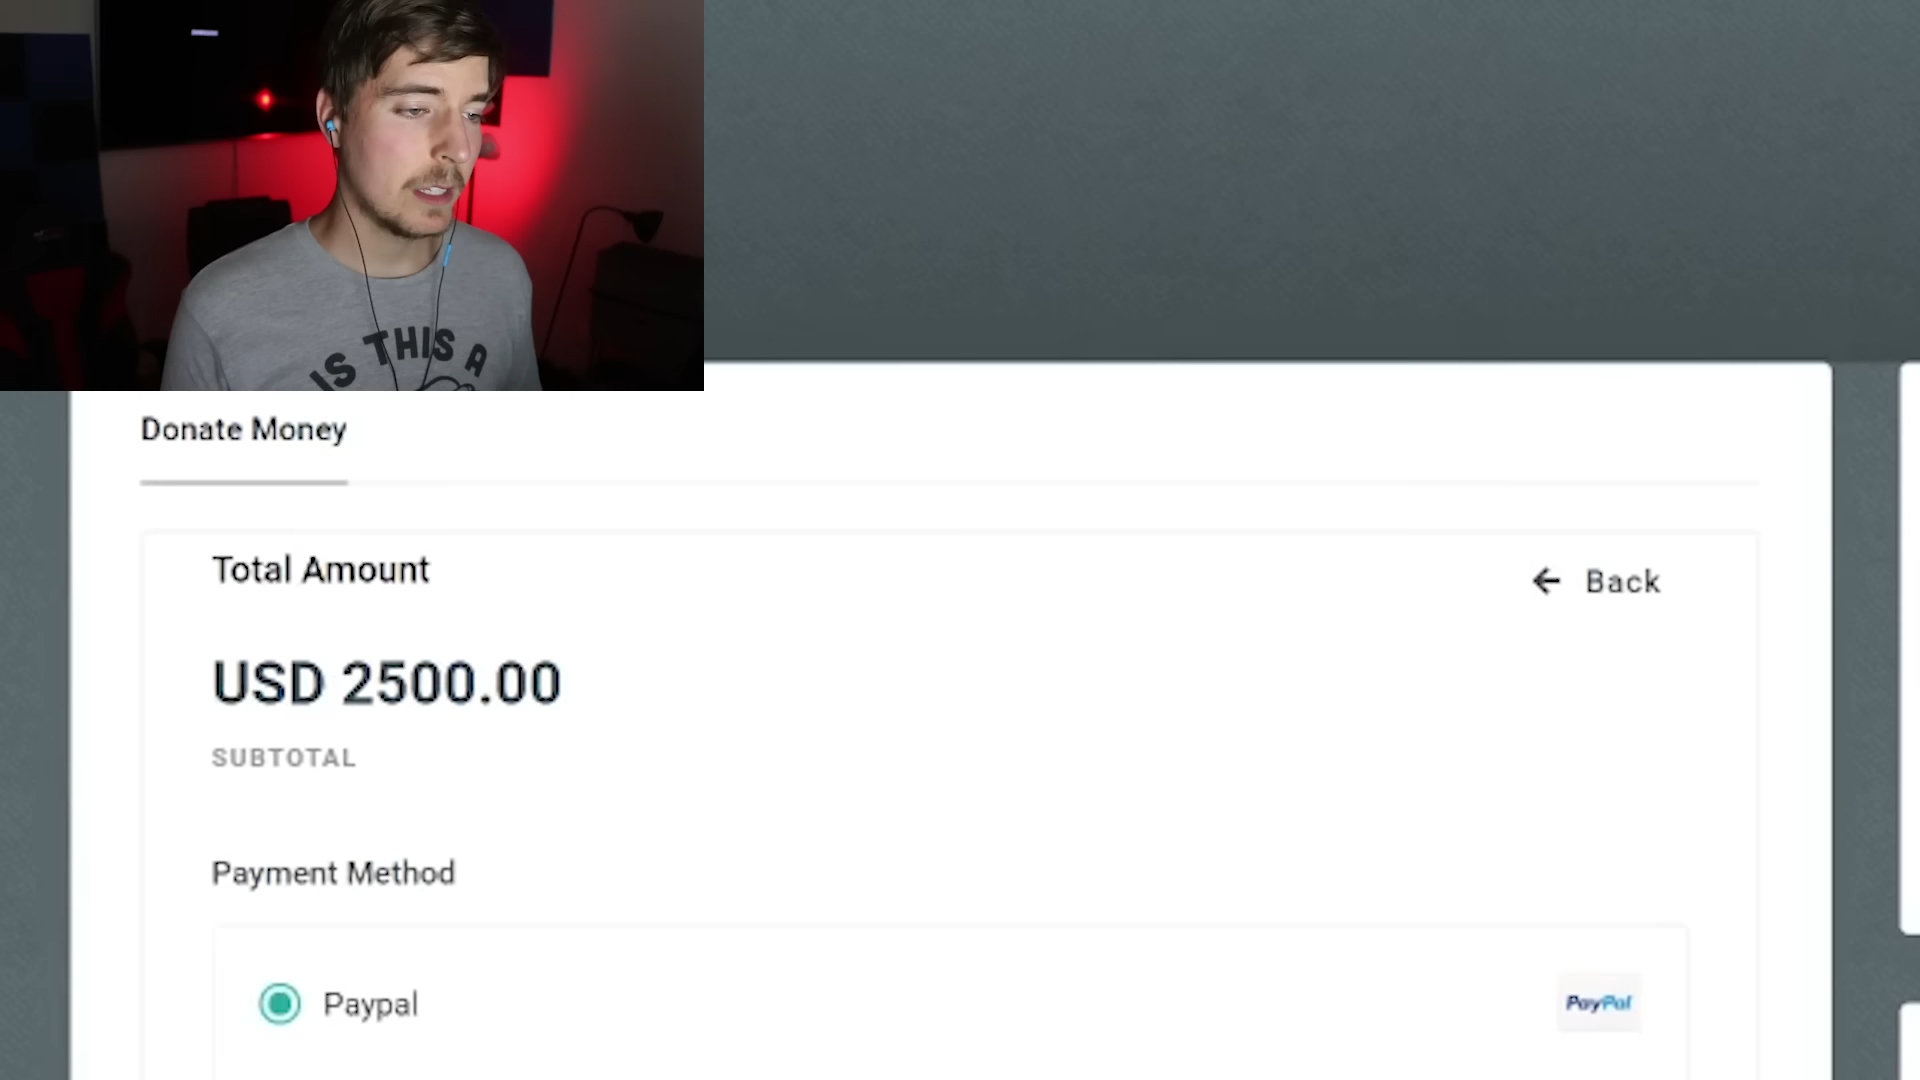 IS THIS A
Donate Money
Total Amount
← Back
USD 2500.00
SUBTOTAL
Payment Method
Paypal
PayPal